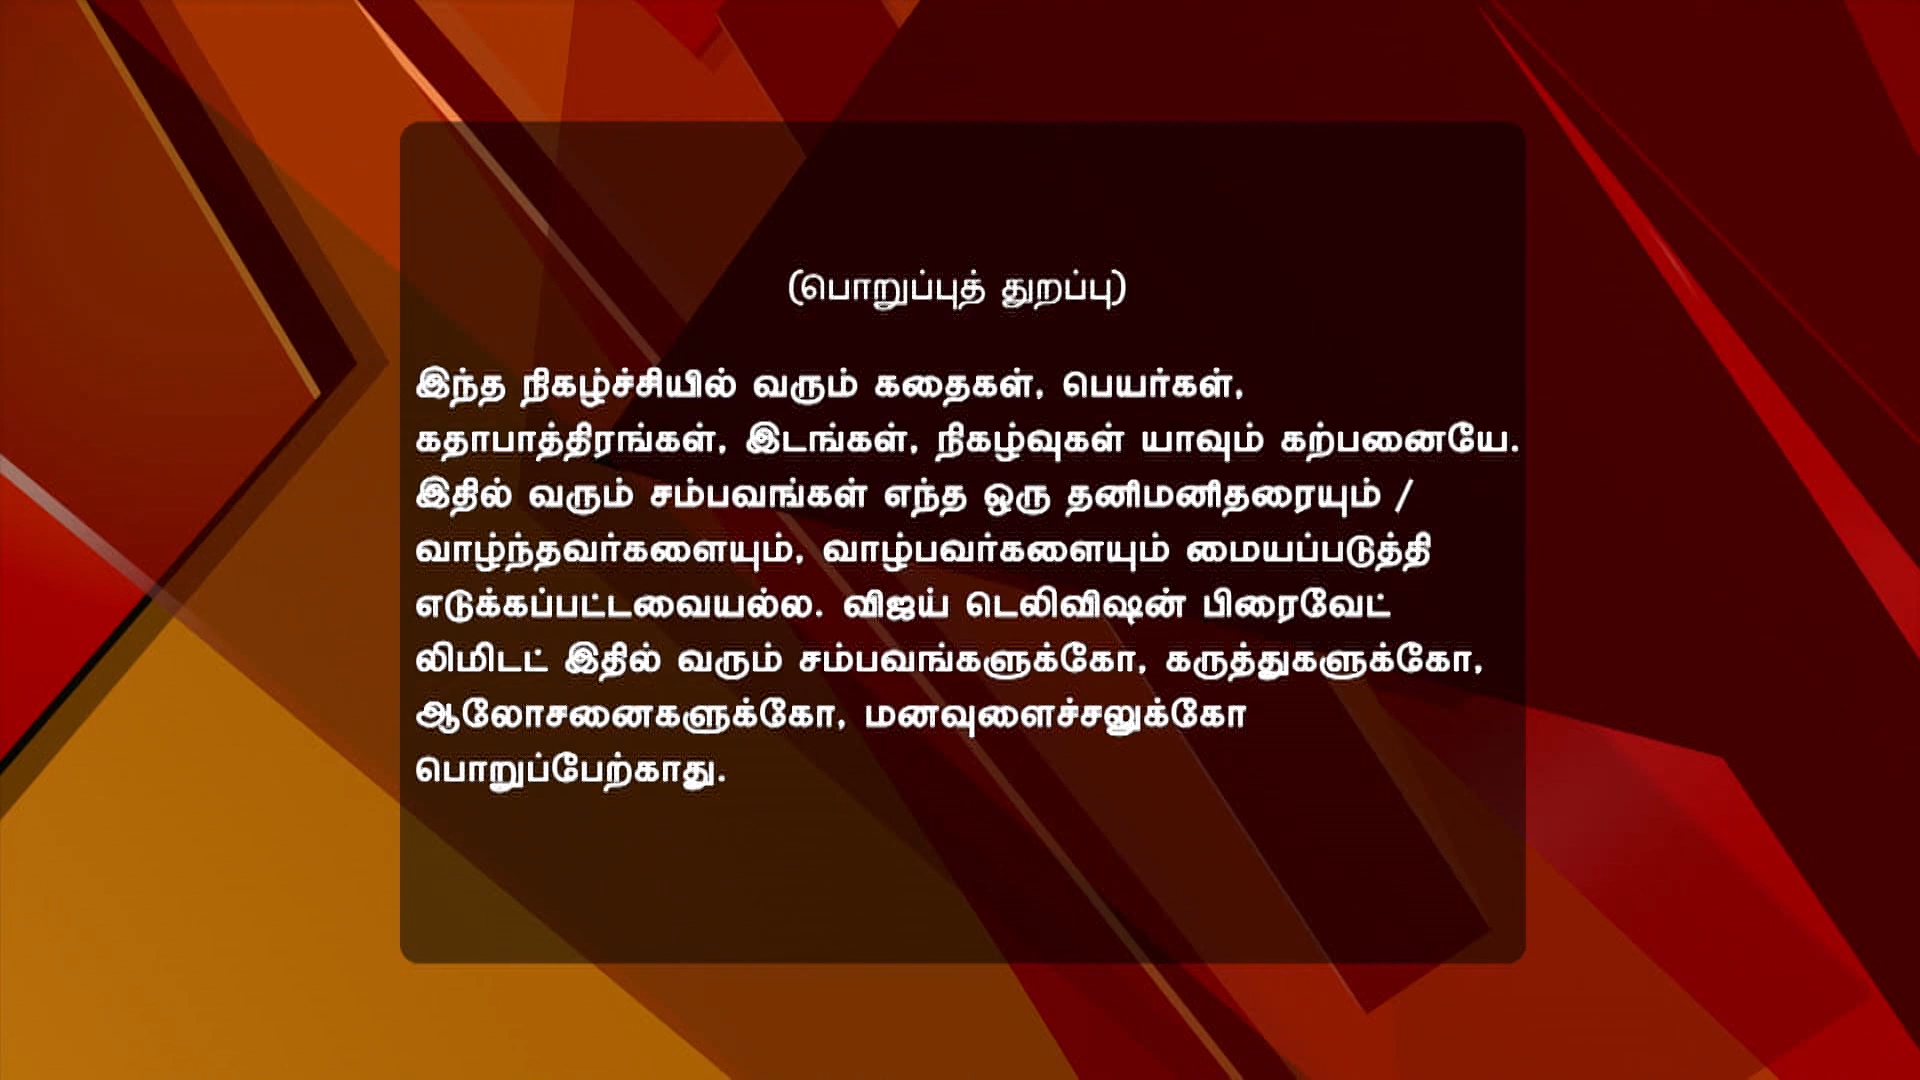 (பொறுப்புத் துறப்பு)
இந்த நிகழ்ச்சியில் வரும் கதைகள், பெயர்கள்,
கதாபாத்திரங்கள், இடங்கள், நிகழ்வுகள் யாவும் கற்பனையே.
இதில் வரும் சம்பவங்கள் எந்த ஒரு தனிமனிதரையும் /
வாழ்ந்தவர்களையும், வாழ்பவர்களையும் மையப்படுத்தி
எடுக்கப்பட்டவையல்ல. விஜய் டெலிவிஷன் பிரைவேட்
லிமிடட் இதில் வரும் சம்பவங்களுக்கோ, கருத்துகளுக்கோ,
ஆலோசனைகளுக்கோ, மனவுளைச்சலுக்கோ
பொறுப்பேற்காது.